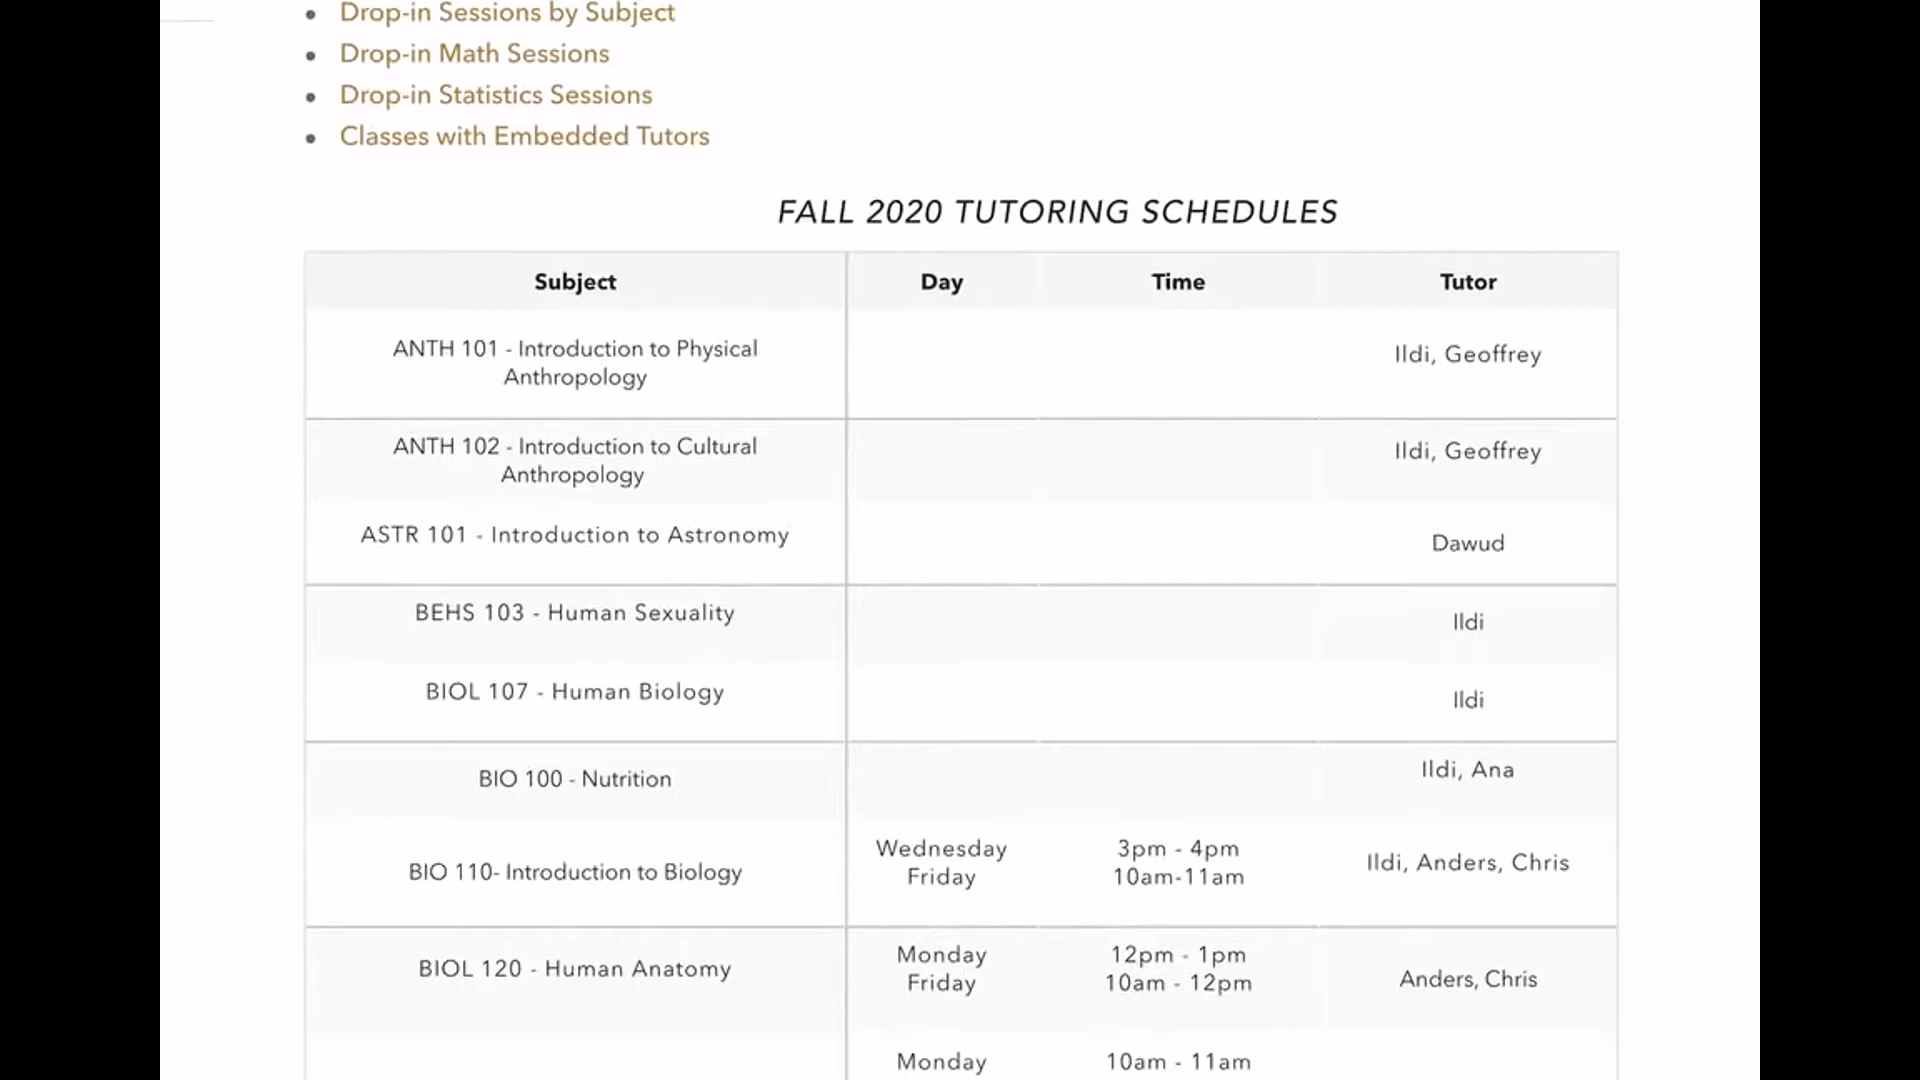 Drop-in Sessions by Subject
Drop-in Math Sessions
Drop-in Statistics Sessions
Classes with Embedded Tutors
FALL 2020 TUTORING SCHEDULES
Subject Day Time Tutor
ANTH 101 - Introduction to Physical
Anthropology
Ildi, Geoffrey
ANTH 102 - Introduction to Cultural
Anthropology
Ildi, Geoffrey
ASTR 101 - Introduction to Astronomy
Dawud
BEHS 103 - Human Sexuality
Ildi
BIOL 107 - Human Biology
Ildi
BIO 100 - Nutrition
Ildi, Ana
BIO 110- Introduction to Biology
Wednesday
Friday
3pm - 4pm
10am-11am
Ildi, Anders, Chris
BIOL 120 - Human Anatomy
Monday
Friday
12pm - 1pm
10am - 12pm
Anders, Chris
Monday
10am - 11am